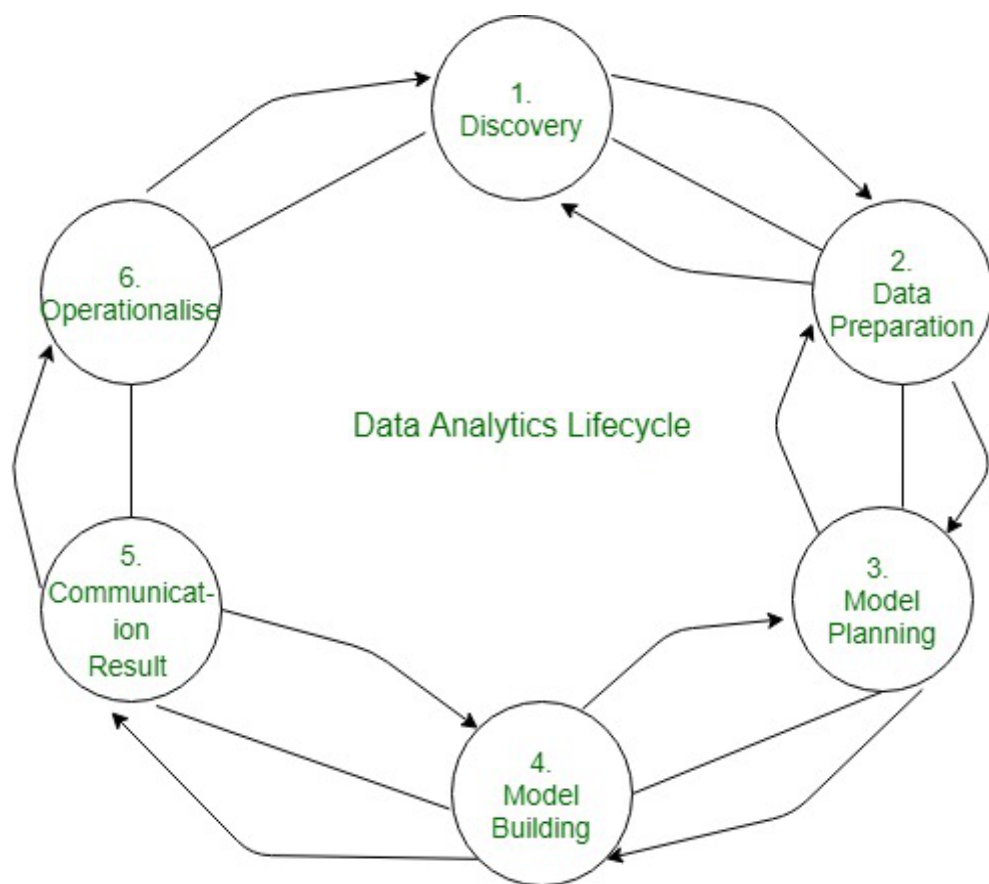 1.
Discovery
2.
Data
Preparation
3.
Model
Planning
4.
Model
Building
5.
Communicat-
ion
Result
6.
Operationalise
Data Analytics Lifecycle